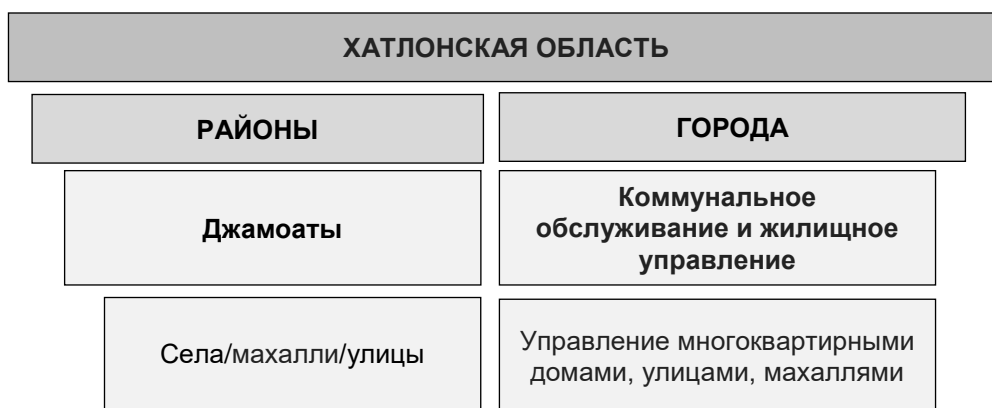 ХАТЛОНСКАЯ ОБЛАСТЬ
РАЙОНЫ
ГОРОДА
Джамоаты
Коммунальное
обслуживание и жилищное
управление
Села/махалли/улицы
Управление многоквартирными
домами, улицами, махаллями